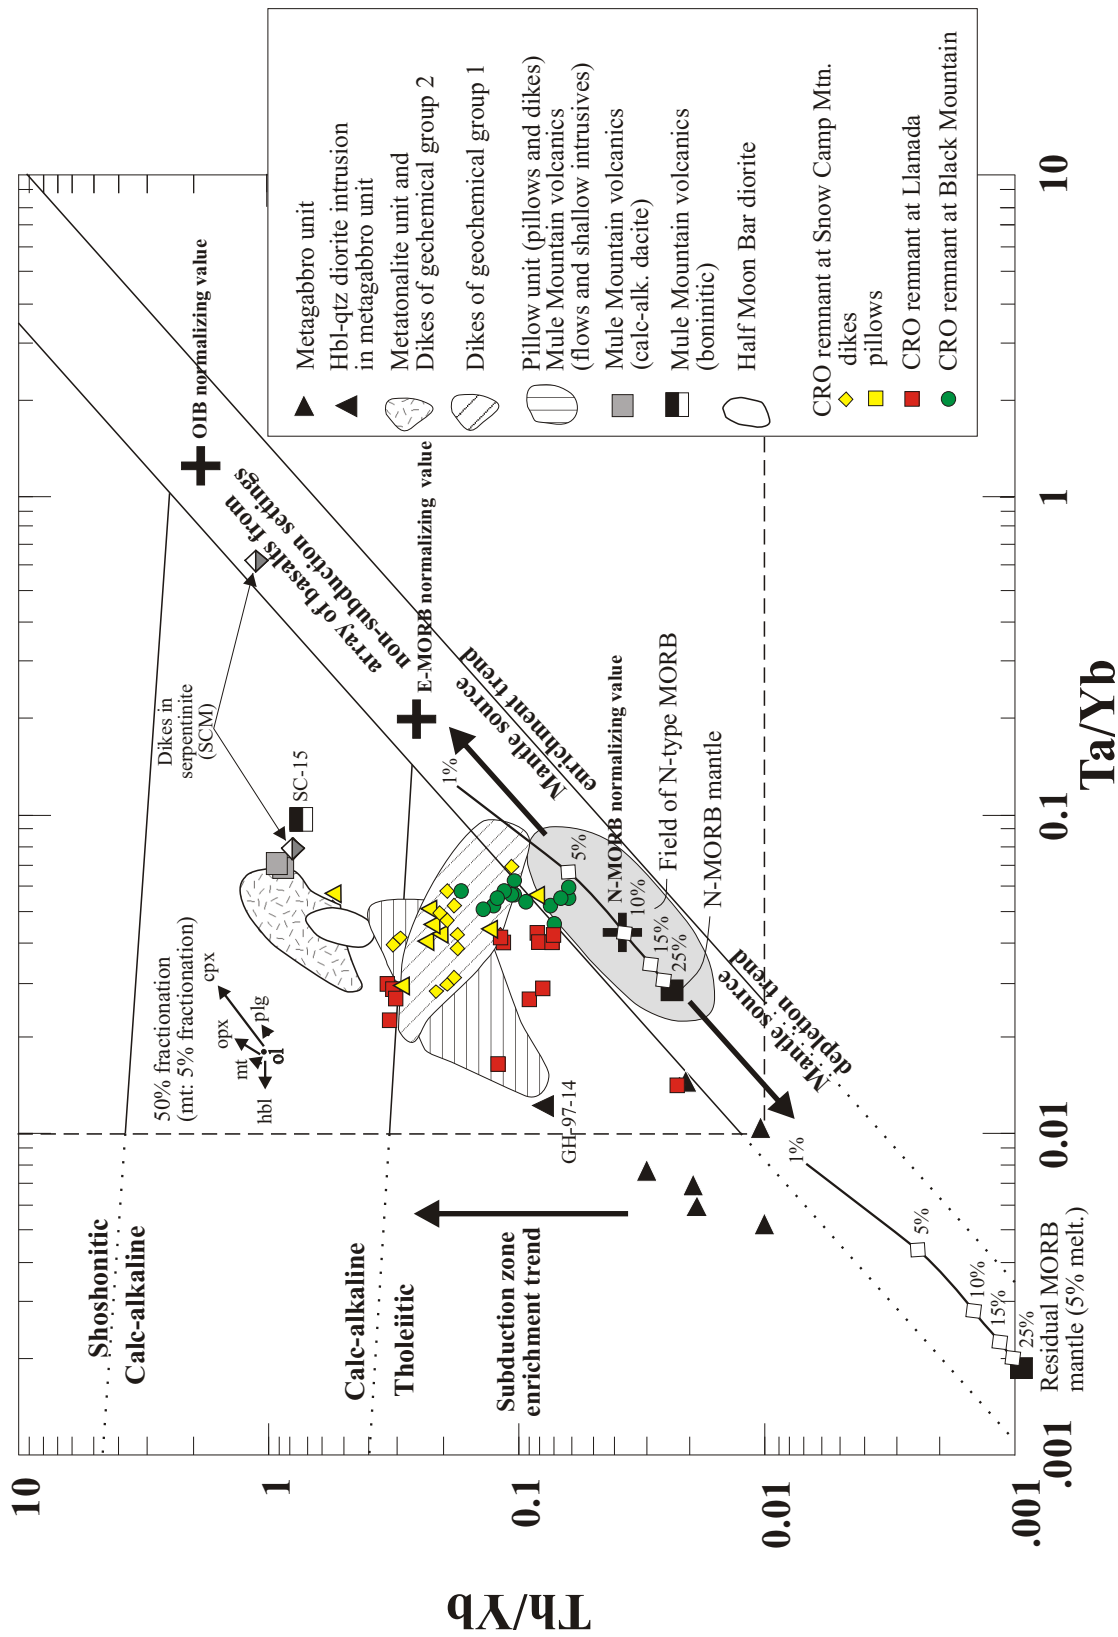 10
1
0.1
0.01
.001
Th/Yb
.001
0.01
0.1
1
10
Ta/Yb
Shoshonitic
Calc-alkaline
Calc-alkaline
Tholeiitic
Subduction zone
enrichment trend
50% fractionation
(mt: 5% fractionation)
cpx
opx
plg
mt
ol
hbl
Dikes in
serpentinite
(SCM)
SC-15
GH-97-14
OIB normalizing value
array of basalts from
non-subduction settings
E-MORB normalizing value
Mantle source
enrichment trend
N-MORB normalizing value
Field of N-type MORB
N-MORB mantle
Mantle source
depletion trend
1%
5%
10%
15%
25%
1%
5%
10%
15%
25%
Residual MORB
mantle (5% melt.)
Metagabbro unit
Hbl-qtz diorite intrusion
in metagabbro unit
Metatonalite unit and
Dikes of gechemical group 2
Dikes of geochemical group 1
Pillow unit (pillows and dikes)
Mule Mountain volcanics
(flows and shallow intrusives)
Mule Mountain volcanics
(calc-alk. dacite)
Mule Mountain volcanics
(boninitic)
Half Moon Bar diorite
CRO remnant at Snow Camp Mtn.
dikes
pillows
CRO remnant at Llanada
CRO remnant at Black Mountain